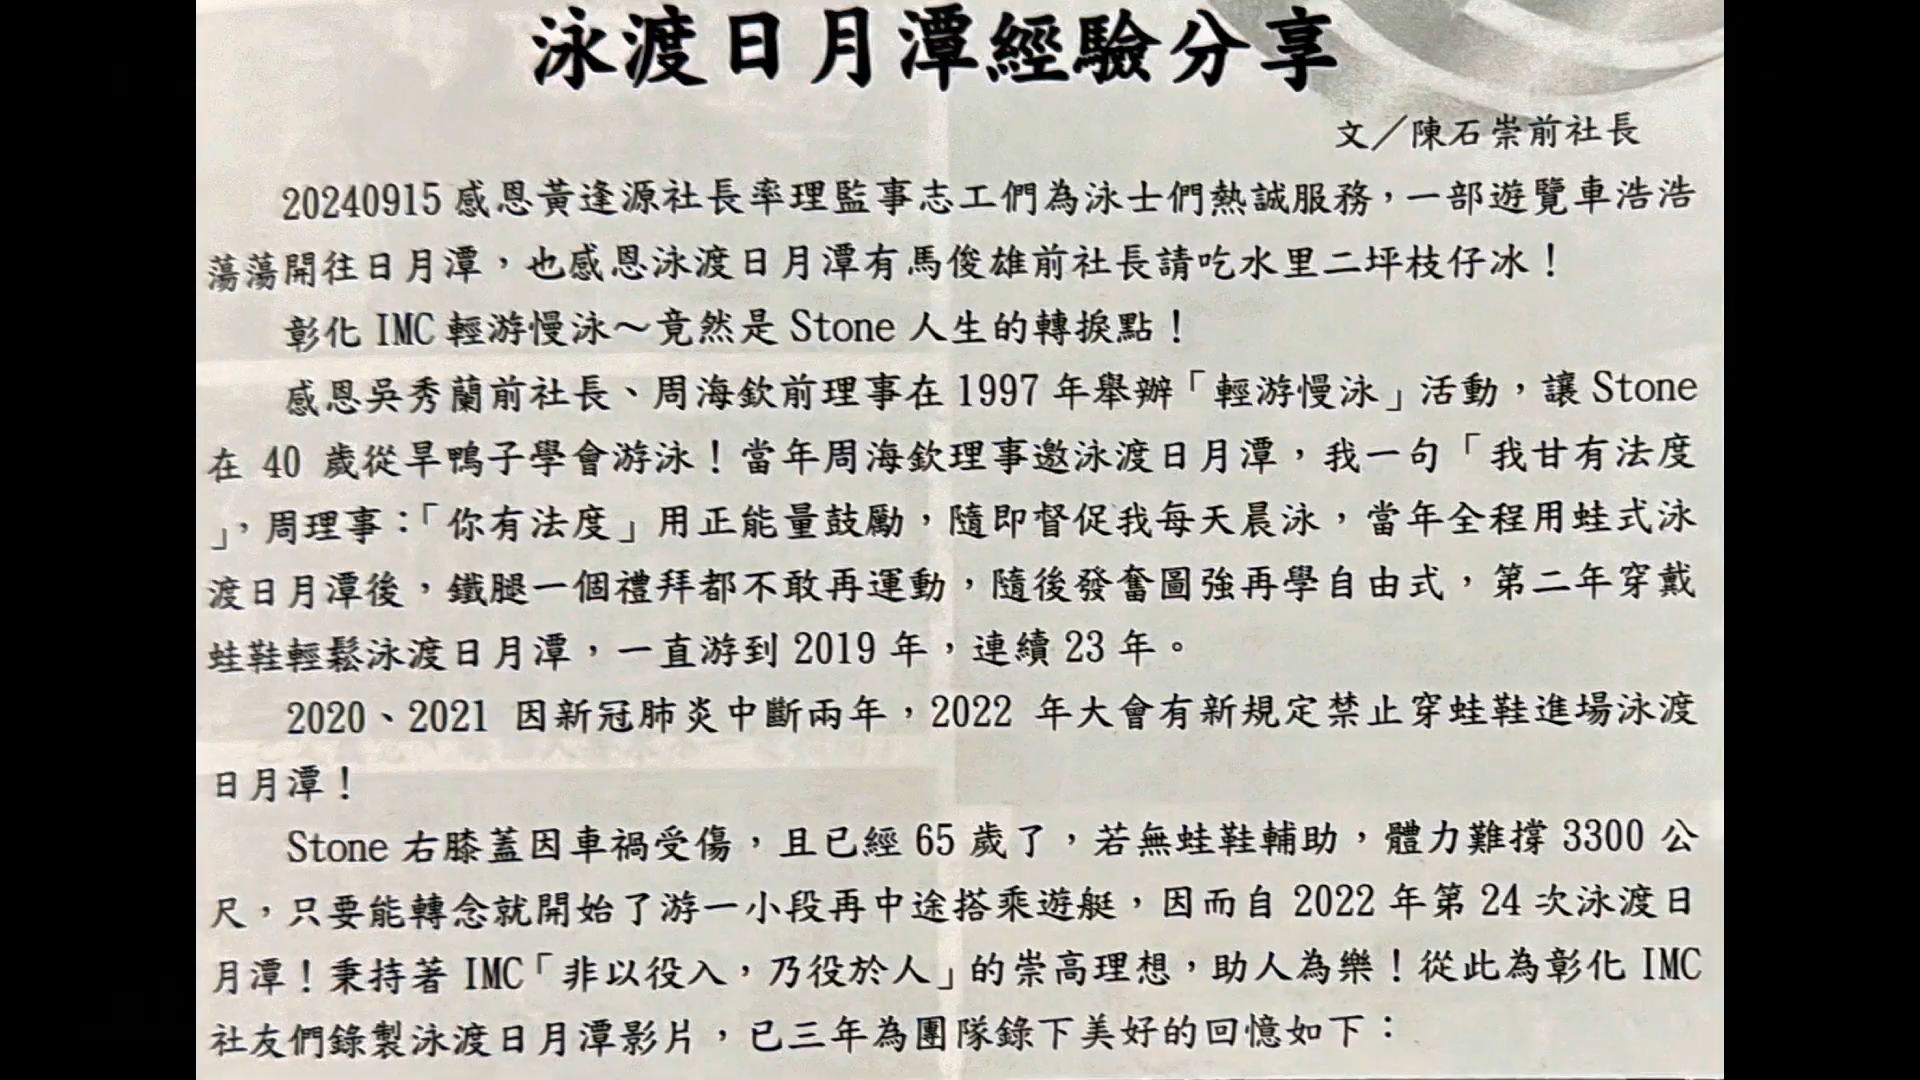 泳渡日月潭經驗分享
文／陳石崇前社長
20240915 感恩黃逢源社長率理監事志工們為泳士們熱誠服務，一部遊覽車浩浩
蕩蕩開往日月潭，也感恩泳渡日月潭有馬俊雄前社長請吃水里二坪枝仔冰！
彰化 IMC 輕游慢泳～竟然是 Stone 人生的轉捩點！
感恩吳秀蘭前社長、周海欽前理事在 1997 年舉辦「輕游慢泳」活動，讓 Stone
在 40 歲從旱鴨子學會游泳！當年周海欽理事邀泳渡日月潭，我一句「我甘有法度
」，周理事：「你有法度」用正能量鼓勵，隨即督促我每天晨泳，當年全程用蛙式泳
渡日月潭後，鐵腿一個禮拜都不敢再運動，隨後發奮圖強再學自由式，第二年穿戴
蛙鞋輕鬆泳渡日月潭，一直游到 2019 年，連續 23 年。
2020、2021 因新冠肺炎中斷兩年，2022 年大會有新規定禁止穿蛙鞋進場泳渡
日月潭！
Stone 右膝蓋因車禍受傷，且已經 65 歲了，若無蛙鞋輔助，體力難撐 3300 公
尺，只要能轉念就開始了游一小段再中途搭乘遊艇，因而自 2022 年第 24 次泳渡日
月潭！秉持著 IMC「非以役入，乃役於人」的崇高理想，助人為樂！從此為彰化 IMC
社友們錄製泳渡日月潭影片，已三年為團隊錄下美好的回憶如下：